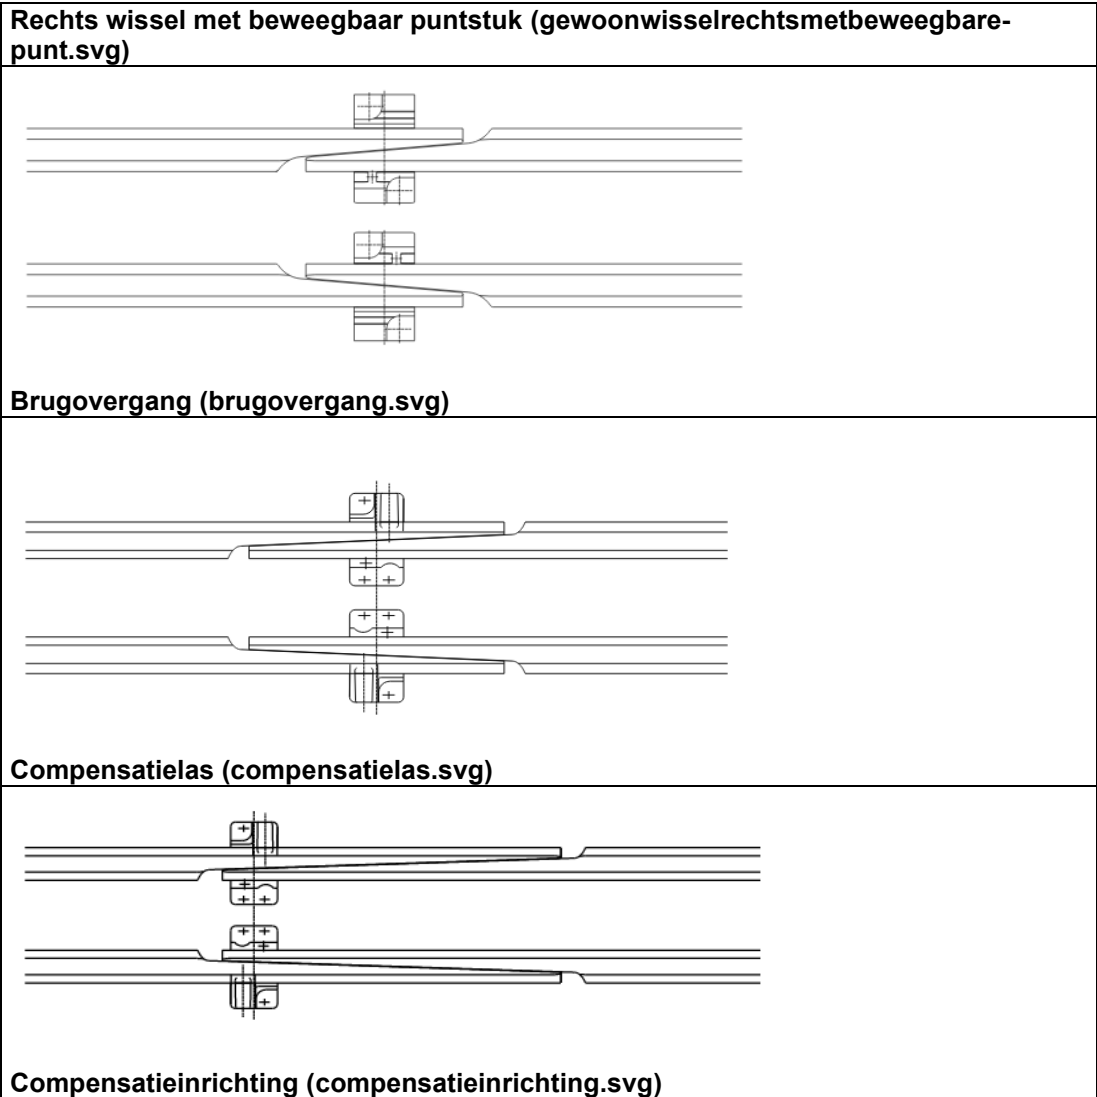 Rechts wissel met beweegbaar puntstuk (gewoonwisselrechtsmetbeweegbare-
punt.svg)
Brugovergang (brugovergang.svg)
Compensatielas (compensatielas.svg)
Compensatieinrichting (compensatieinrichting.svg)